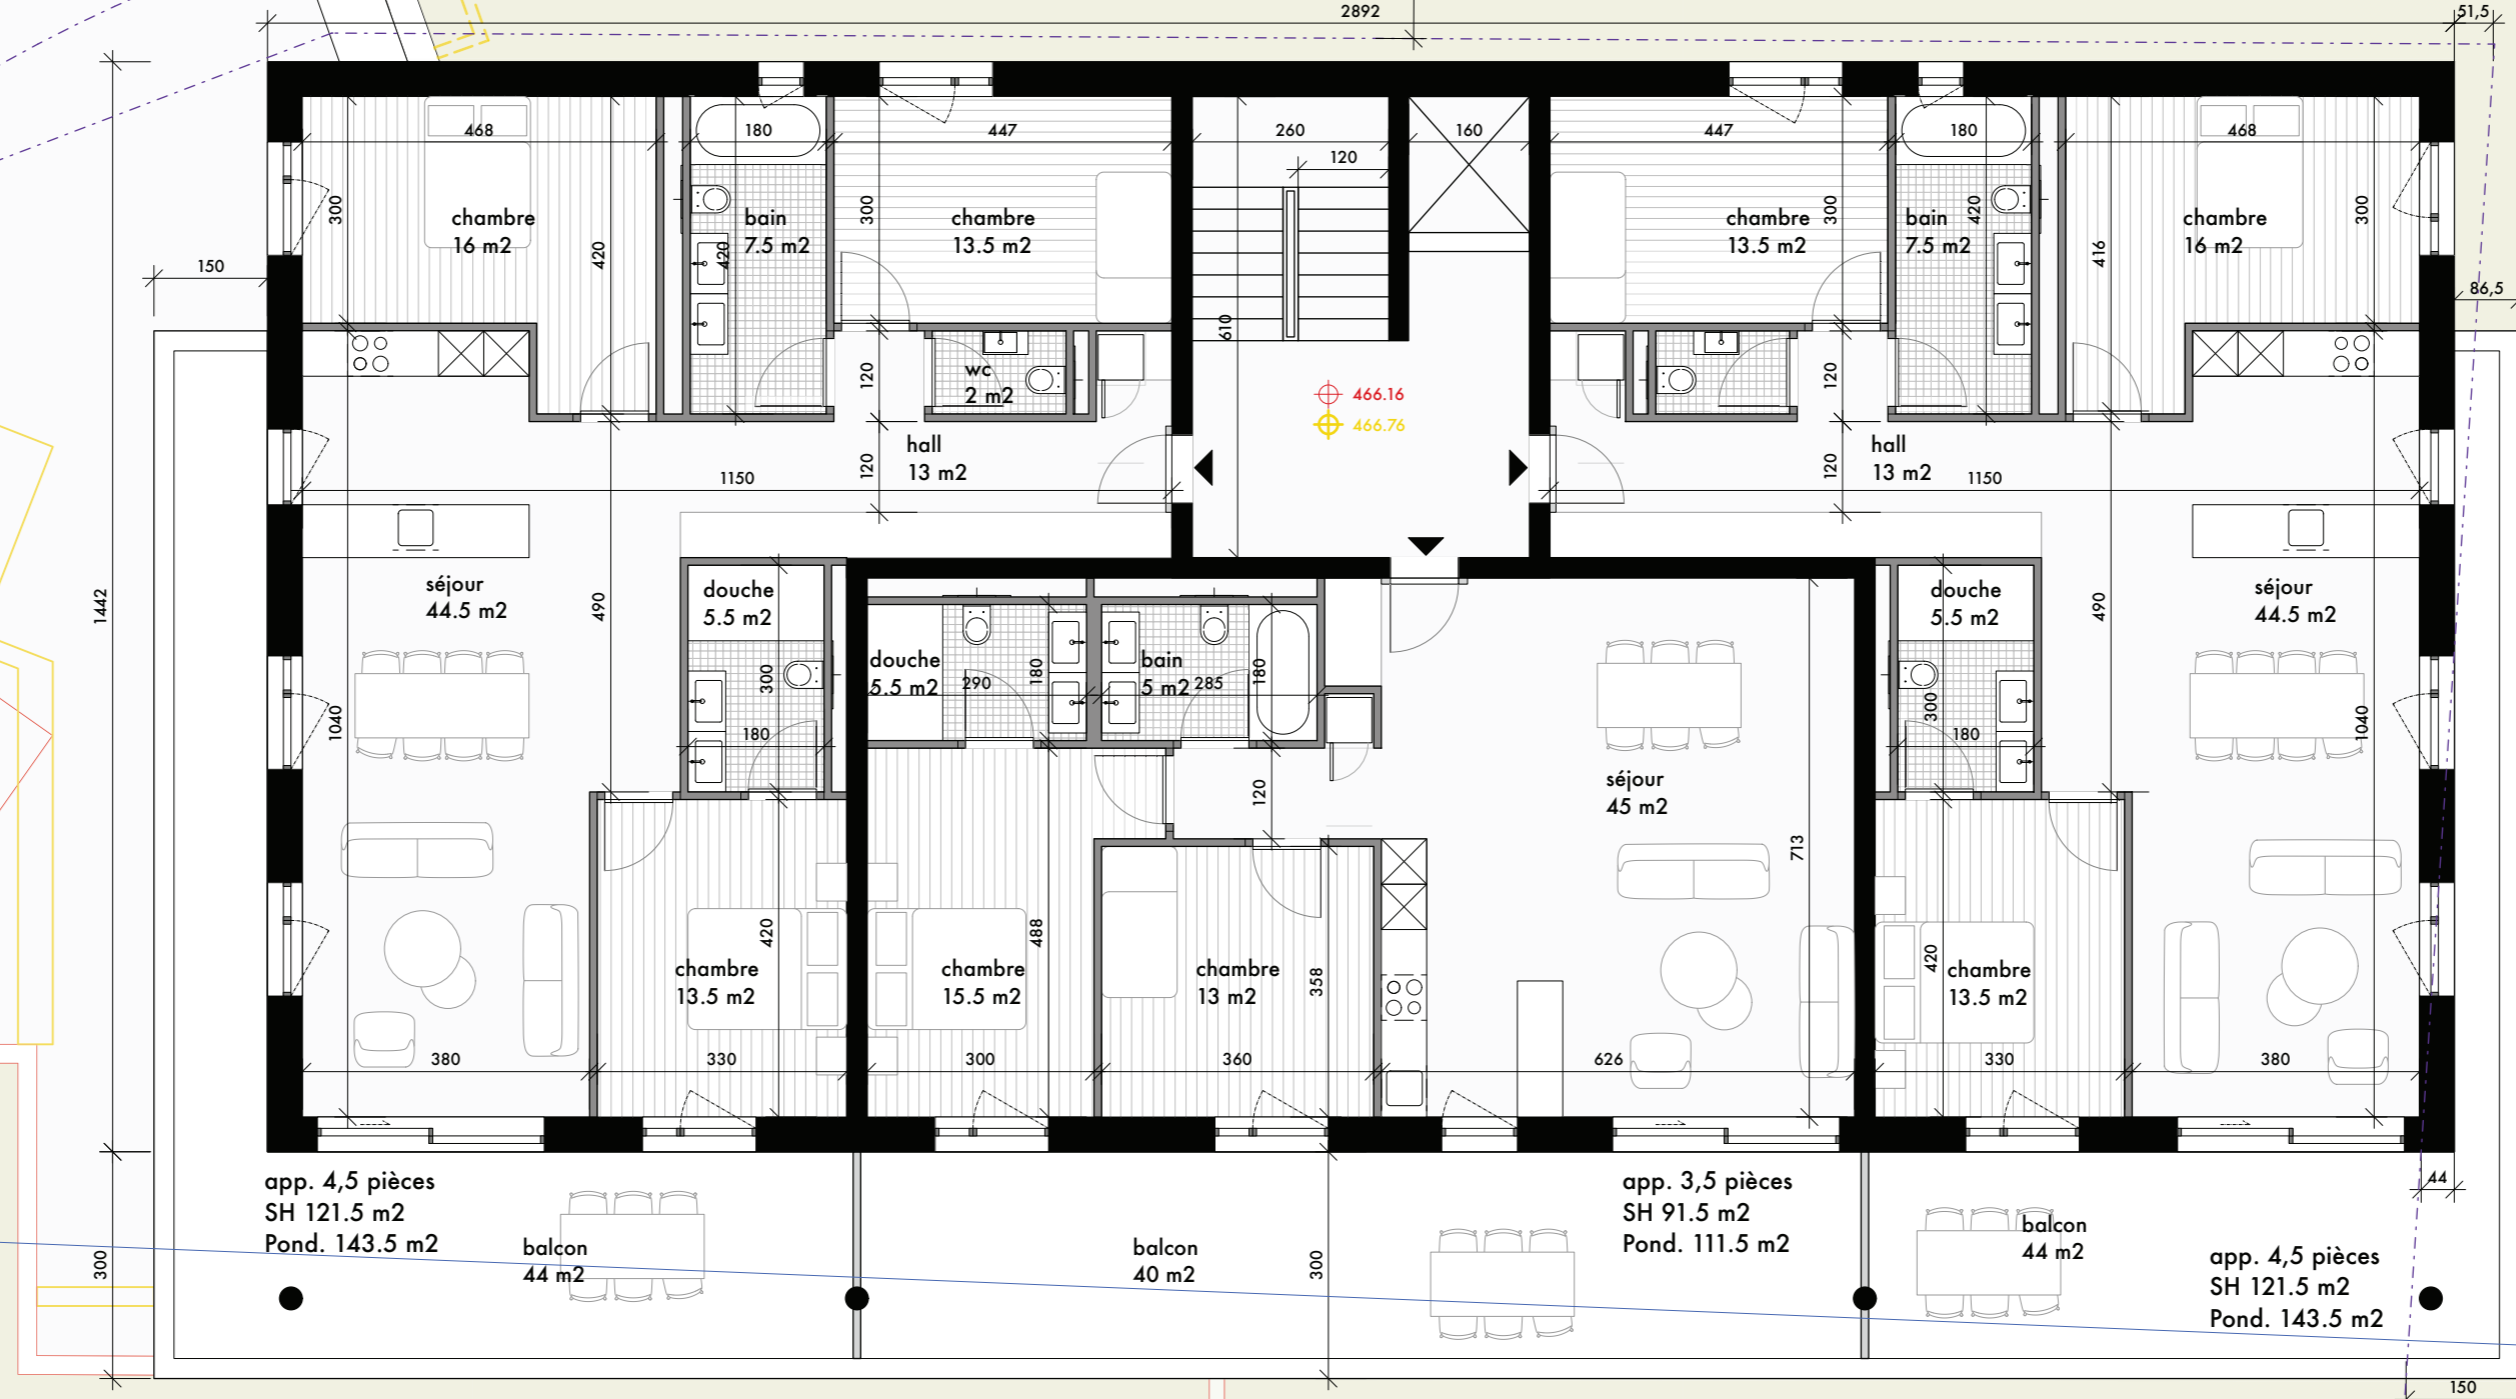 2892
51,5
468
180
447
260
120
160
447
180
468
300
chambre
16 m2
420
bain
7.5 m2
420
300
chambre
13.5 m2
610
chambre
13.5 m2
300
bain
7.5 m2
420
416
chambre
16 m2
300
150
86,5
120
wc
2 m2
466.16
466.76
120
hall
13 m2
120
1150
hall
13 m2
120
1150
1442
séjour
44.5 m2
490
douche
5.5 m2
300
180
1040
douche
5.5 m2
290
180
bain
5 m2
285
180
120
séjour
45 m2
713
douche
5.5 m2
300
180
490
séjour
44.5 m2
1040
chambre
13.5 m2
420
chambre
15.5 m2
488
chambre
13 m2
358
420
chambre
13.5 m2
380
330
300
360
626
330
380
44
app. 4,5 pièces
SH 121.5 m2
Pond. 143.5 m2
balcon
44 m2
300
balcon
40 m2
300
app. 3,5 pièces
SH 91.5 m2
Pond. 111.5 m2
balcon
44 m2
app. 4,5 pièces
SH 121.5 m2
Pond. 143.5 m2
150